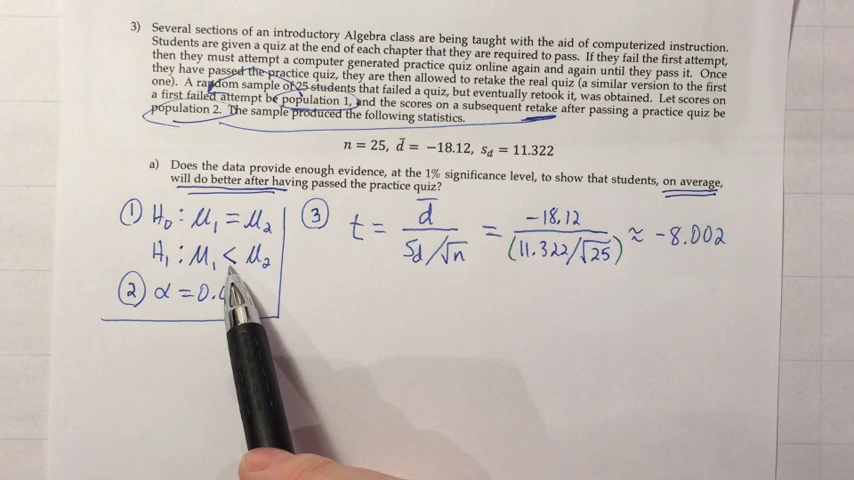 3) Several sections of an introductory Algebra class are being taught with the aid of computerized instruction.
Students are given a quiz at the end of each chapter that they are required to pass. If they fail the first attempt,
then they must attempt a computer generated practice quiz online again and again until they pass it. Once
they have passed the practice quiz, they are then allowed to retake the real quiz (a similar version to the first
one). A random sample of 25 students that failed a quiz, but eventually retook it, was obtained. Let scores on
a first failed attempt be population 1, and the scores on a subsequent retake after passing a practice quiz be
population 2. The sample produced the following statistics.
n = 25, d̄ = −18.12, s_d = 11.322
a) Does the data provide enough evidence, at the 1% significance level, to show that students, on average,
will do better after having passed the practice quiz?
① H₀ : μ₁ = μ₂
H₁ : μ₁ < μ₂
② α = 0.
③ t = d̄ / (Sd/√n) = −18.12 / (11.322/√25) ≈ −8.002